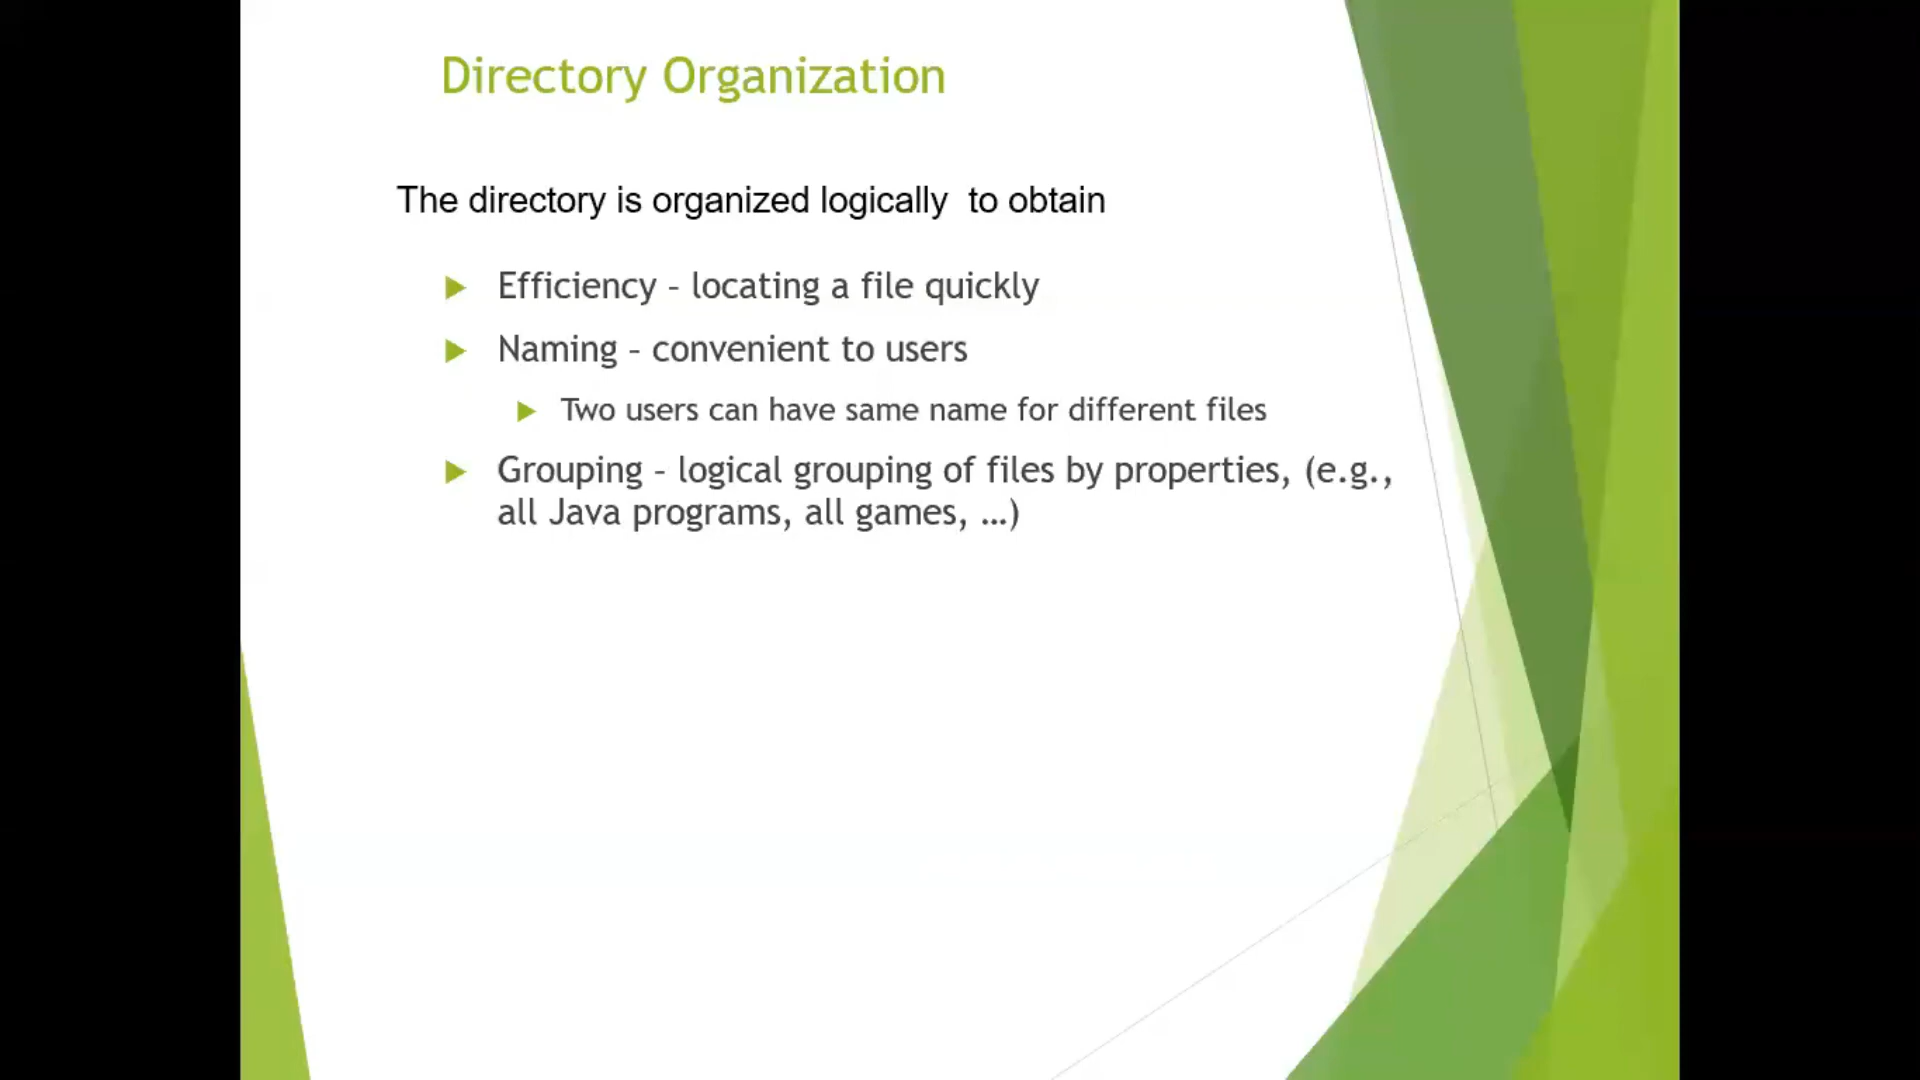 Directory Organization
The directory is organized logically  to obtain
Efficiency – locating a file quickly
Naming – convenient to users
Two users can have same name for different files
Grouping – logical grouping of files by properties, (e.g.,
all Java programs, all games, …)